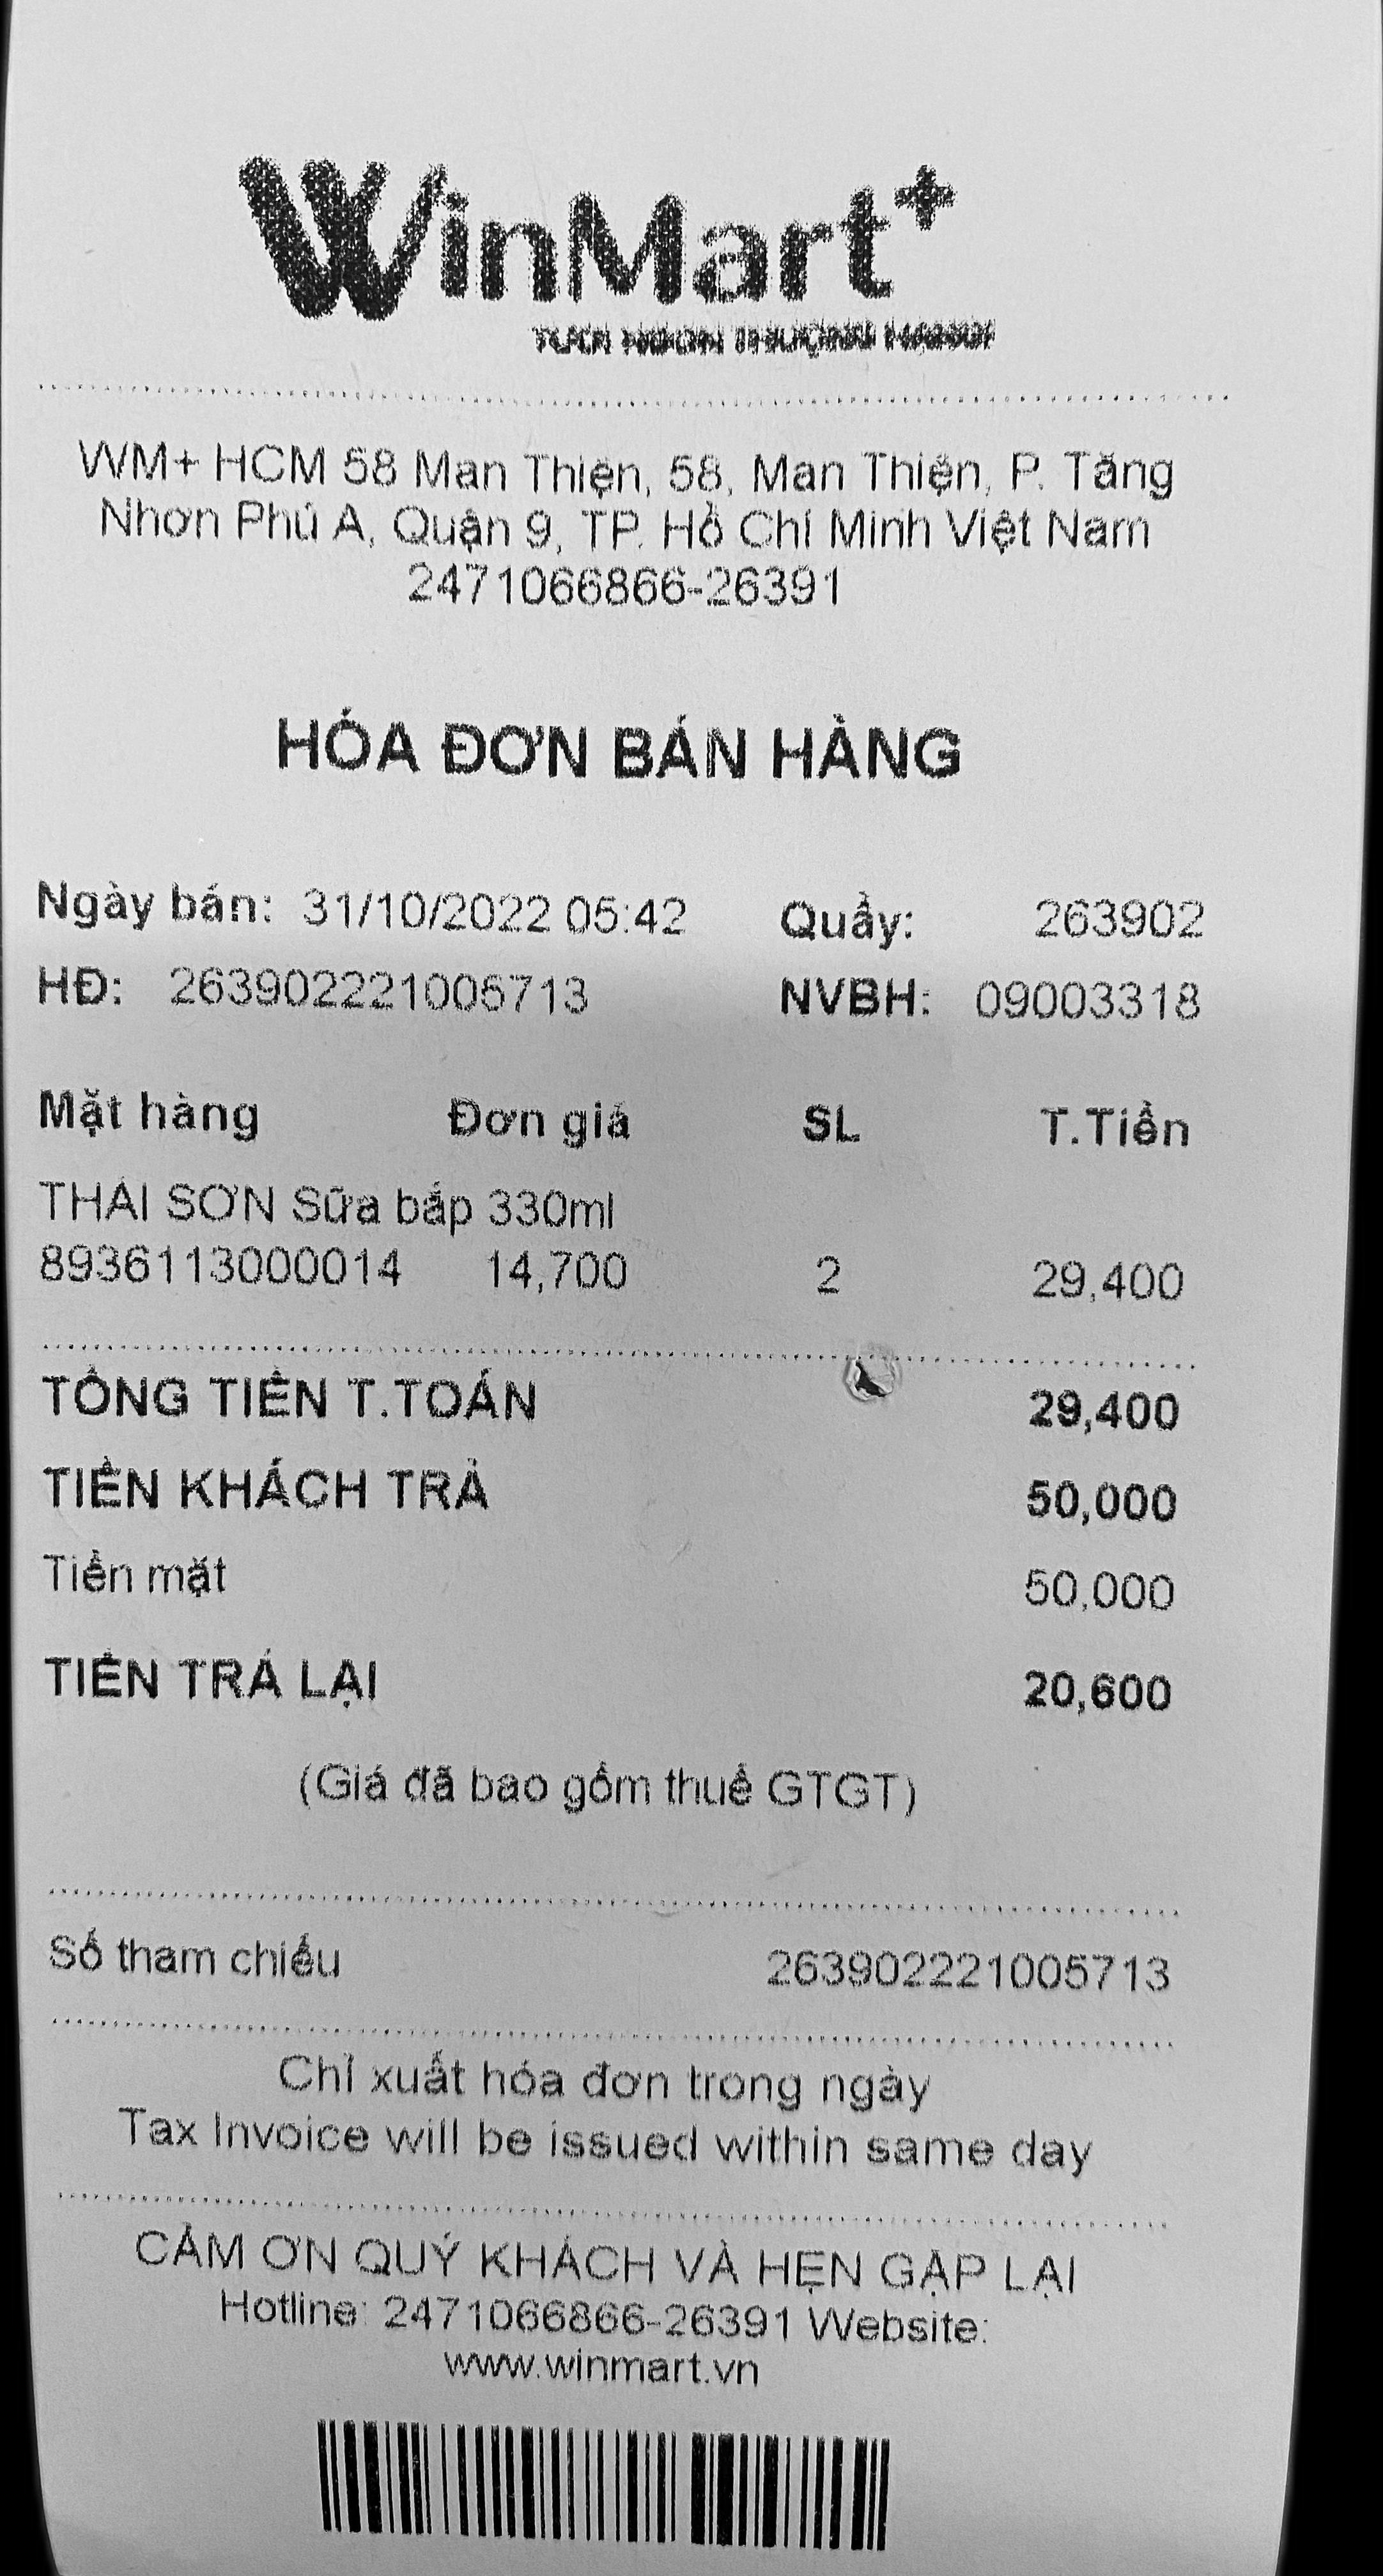 WinMart+
WM+ HCM 58 Man Thiện, 58, Man Thiện, P. Tăng
Nhơn Phú A, Quận 9, TP. Hồ Chí Minh Việt Nam
2471066866-26391
HÓA ĐƠN BÁN HÀNG
Ngày bán: 31/10/2022 05:42 Quầy: 263902
HĐ: 263902221005713 NVBH: 09003318
Mặt hàng Đơn giá SL T.Tiền
THÁI SƠN Sữa bắp 330ml
8936113000014 14,700 2 29,400
TỔNG TIỀN T.TOÁN 29,400
TIỀN KHÁCH TRẢ 50,000
Tiền mặt 50,000
TIỀN TRẢ LẠI 20,600
(Giá đã bao gồm thuế GTGT)
Số tham chiếu 263902221005713
Chỉ xuất hóa đơn trong ngày
Tax Invoice will be issued within same day
CẢM ƠN QUÝ KHÁCH VÀ HẸN GẶP LẠI
Hotline: 2471066866-26391 Website:
www.winmart.vn